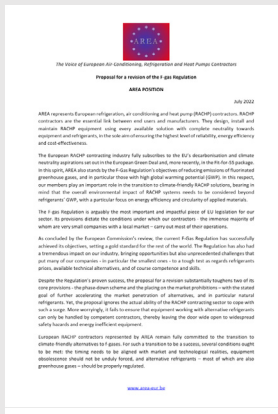 AREA
The Voice of European Air-Conditioning, Refrigeration and Heat Pumps Contractors
Proposal for a revision of the F-gas Regulation
AREA POSITION
July 2022
AREA represents European refrigeration, air conditioning and heat pump (RACHP) contractors. RACHP
contractors are the essential link between end users and manufacturers. They design, install and
maintain RACHP equipment using every available solution with complete neutrality towards
equipment and refrigerants, in the sole aim of ensuring the highest level of reliability, energy efficiency
and cost-effectiveness.
The European RACHP contracting industry fully subscribes to the EU's decarbonisation and climate
neutrality aspirations set out in the European Green Deal and, more recently, in the Fit-for-55 package.
In this spirit, AREA also stands by the F-Gas Regulation's objectives of reducing emissions of fluorinated
greenhouse gases, and in particular those with high global warming potential (GWP). In this respect,
our members play an important role in the transition to climate-friendly RACHP solutions, bearing in
mind that the overall environmental impact of RACHP systems needs to be considered beyond
refrigerants' GWP, with a particular focus on energy efficiency and circularity of applied materials.
The F-gas Regulation is arguably the most important and impactful piece of EU legislation for our
sector. Its provisions dictate the conditions under which our contractors - the immense majority of
whom are very small companies with a local market – carry out most of their operations.
As concluded by the European Commission's review, the current F-Gas Regulation has successfully
achieved its objectives, setting a gold standard for the rest of the world. The Regulation has also had
a tremendous impact on our industry, bringing opportunities but also unprecedented challenges that
put many of our companies - in particular the smallest ones - to a tough test as regards refrigerants
prices, available technical alternatives, and of course competence and skills.
Despite the Regulation's proven success, the proposal for a revision substantially toughens two of its
core provisions - the phase-down scheme and the placing on the market prohibitions – with the stated
goal of further accelerating the market penetration of alternatives, and in particular natural
refrigerants. Yet, the proposal ignores the actual ability of the RACHP contracting sector to cope with
such a surge. More worryingly, it fails to ensure that equipment working with alternative refrigerants
can only be handled by competent contractors, thereby leaving the door wide open to widespread
safety hazards and energy inefficient equipment.
European RACHP contractors represented by AREA remain fully committed to the transition to
climate friendly alternatives to f gases. For such a transition to be a success, several conditions ought
to be met: the timing needs to be aligned with market and technological realities, equipment
obsolescence should not be unduly forced, and alternative refrigerants – most of which are also
greenhouse gases – should be properly regulated.
www.area-eur.be